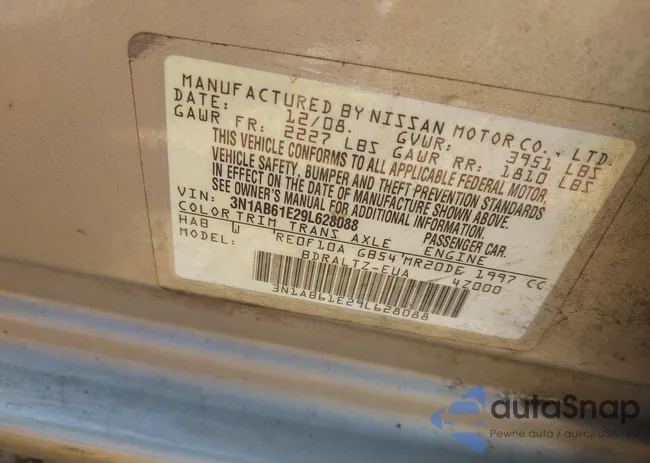 MANUFACTURED BY NISSAN MOTOR CO., LTD.
DATE: 12/08. GVWR: 3951 LBS
GAWR FR: 2227 LBS GAWR RR: 1810 LBS
THIS VEHICLE CONFORMS TO ALL APPLICABLE FEDERAL MOTOR
VEHICLE SAFETY, BUMPER AND THEFT PREVENTION STANDARDS
IN EFFECT ON THE DATE OF MANUFACTURE SHOWN ABOVE.
SEE OWNER'S MANUAL FOR ADDITIONAL INFORMATION.
VIN: 3N1AB61E29L628088 PASSENGER CAR.
COLOR TRIM TRANS AXLE ENGINE
HAB W RE0F10A GB54 MR20DE 1997 CC
MODEL: BDRALTZ-EUA 4Z000
3N1AB61E29L628088
autaSnap
Pewne auta z aukcji USA